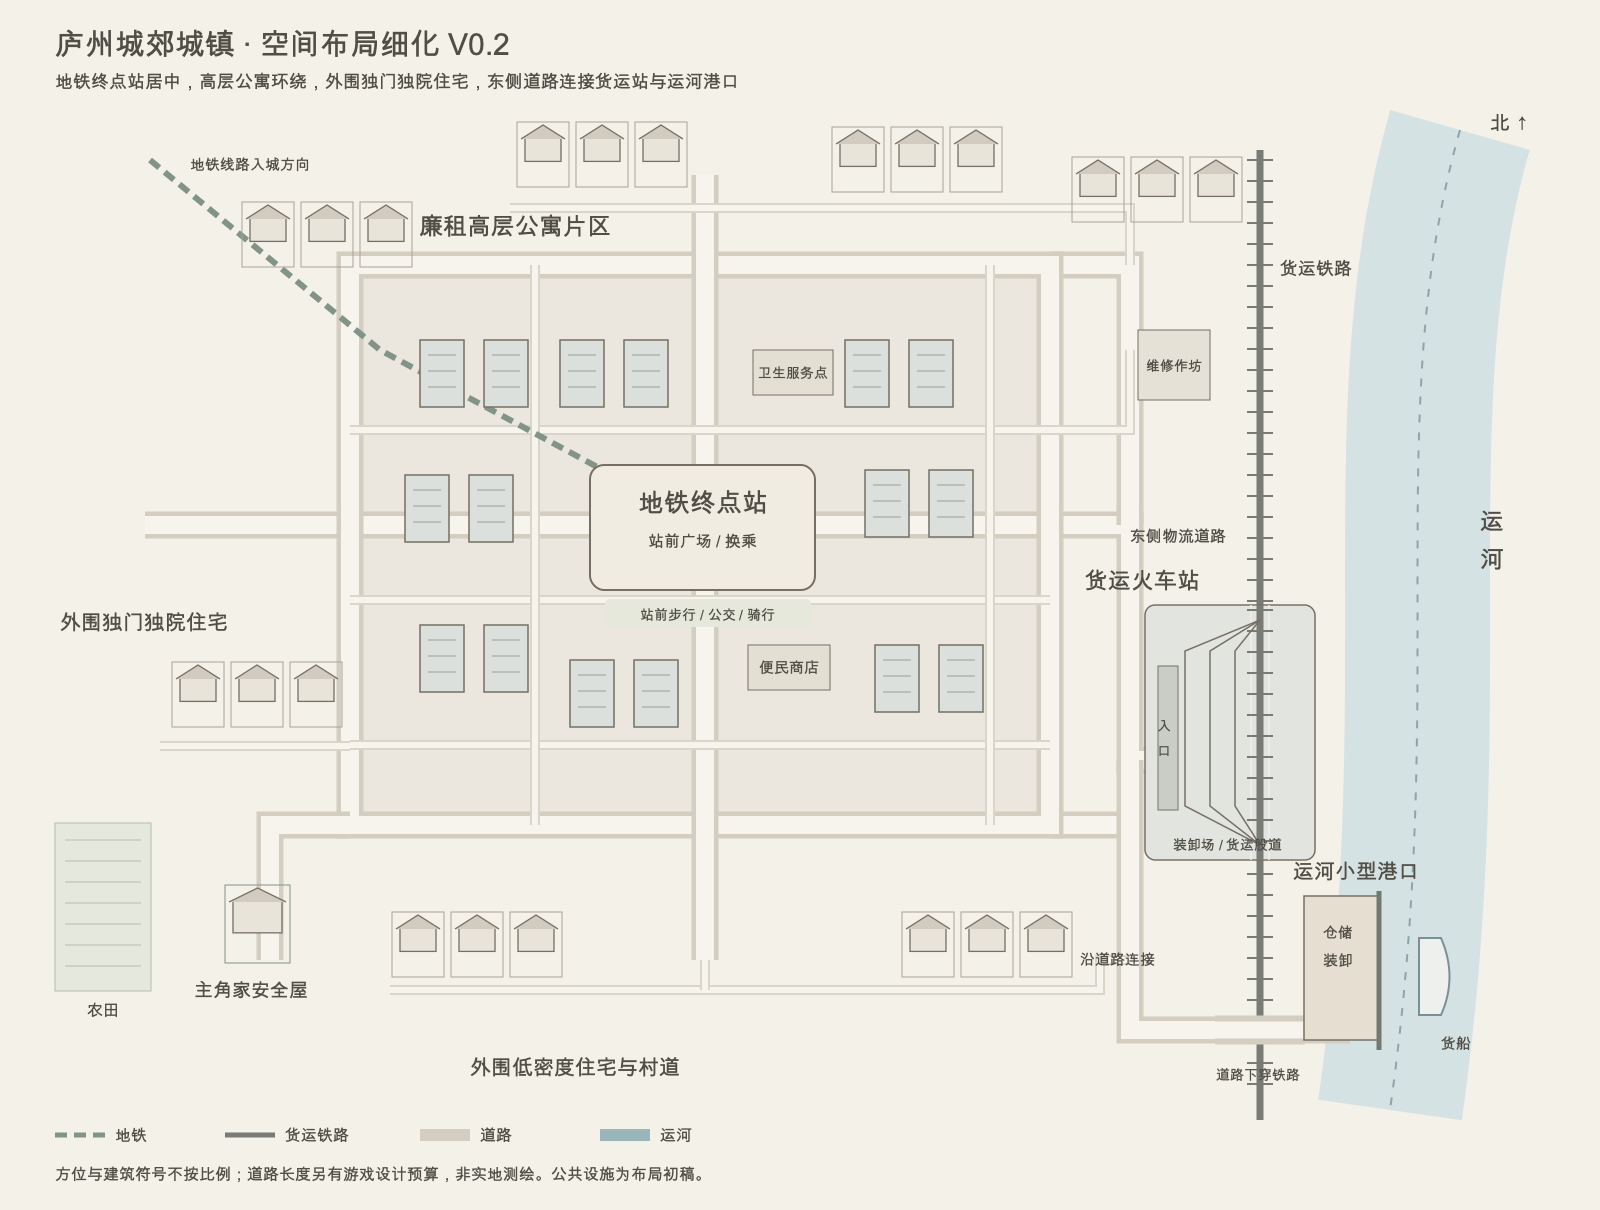 庐州城郊城镇 · 空间布局细化 V0.2
地铁终点站居中，高层公寓环绕，外围独门独院住宅，东侧道路连接货运站与运河港口
北 ↑
地铁线路入城方向
廉租高层公寓片区
货运铁路
卫生服务点
维修作坊
地铁终点站
站前广场 / 换乘
东侧物流道路
运河
货运火车站
站前步行 / 公交 / 骑行
外围独门独院住宅
便民商店
入口
装卸场 / 货运股道
运河小型港口
仓储
装卸
沿道路连接
主角家安全屋
农田
货船
外围低密度住宅与村道
道路下穿铁路
地铁
货运铁路
道路
运河
方位与建筑符号不按比例；道路长度另有游戏设计预算，非实地测绘。公共设施为布局初稿。